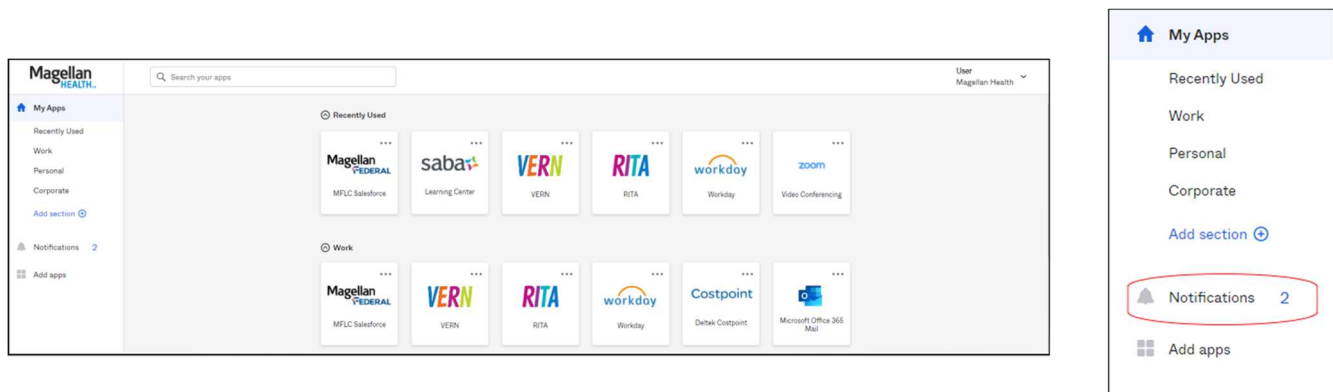 Magellan
HEALTH
Search your apps
User
Magellan Health
My Apps
Recently Used
Work
Personal
Corporate
Add section
Notifications 2
Add apps
Recently Used
Magellan
FEDERAL
MFLC Salesforce
saba
Learning Center
VERN
VERN
RITA
RITA
workday
Workday
zoom
Video Conferencing
Work
Magellan
FEDERAL
MFLC Salesforce
VERN
VERN
RITA
RITA
workday
Workday
Costpoint
Deltek Costpoint
Microsoft Office 365
Mail
My Apps
Recently Used
Work
Personal
Corporate
Add section
Notifications 2
Add apps